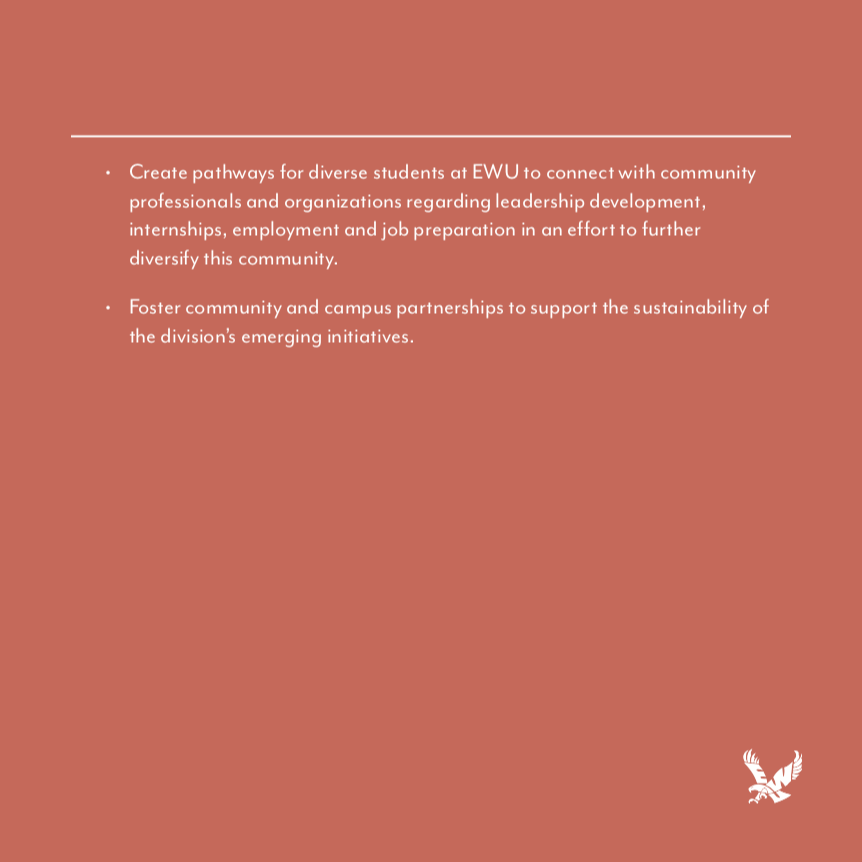 • Create pathways for diverse students at EWU to connect with community
professionals and organizations regarding leadership development,
internships, employment and job preparation in an effort to further
diversify this community.
• Foster community and campus partnerships to support the sustainability of
the division’s emerging initiatives.
EWU